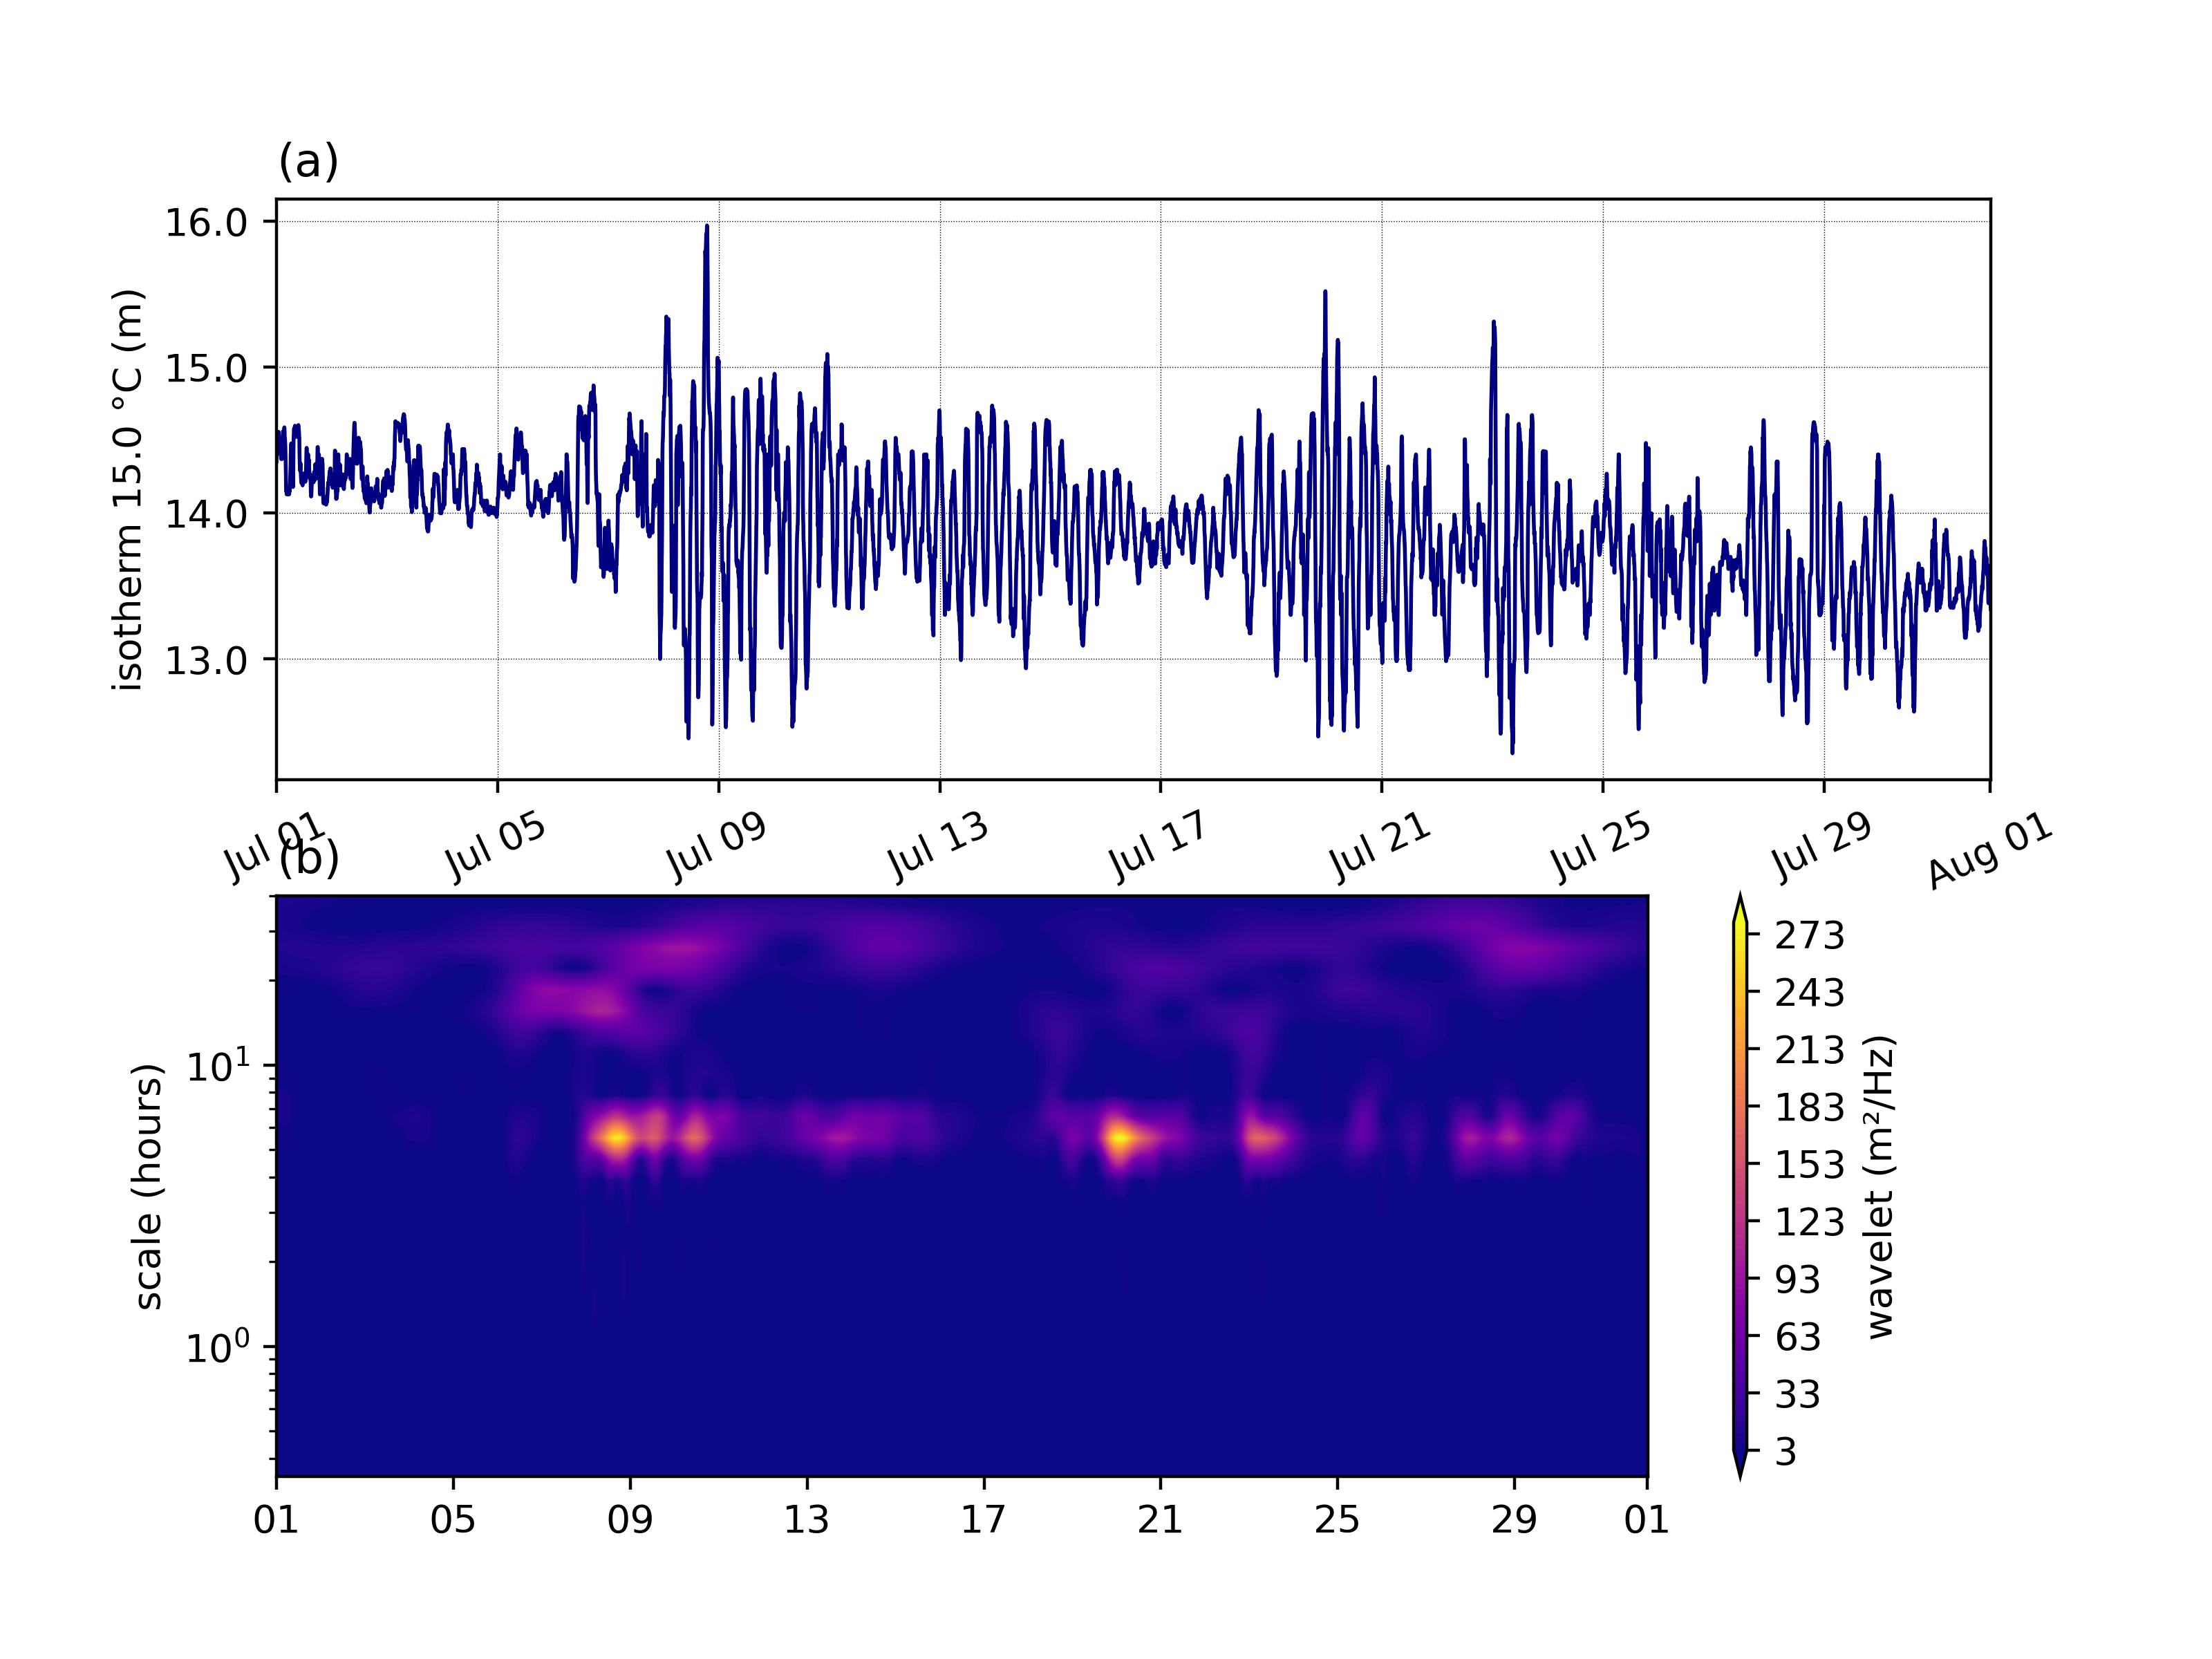 (a)
16.0
15.0
14.0
13.0
isotherm 15.0 °C (m)
Jul 01
Jul 05
Jul 09
Jul 13
Jul 17
Jul 21
Jul 25
Jul 29
Aug 01
(b)
10¹
10⁰
scale (hours)
01
05
09
13
17
21
25
29
01
273
243
213
183
153
123
93
63
33
3
wavelet (m²/Hz)